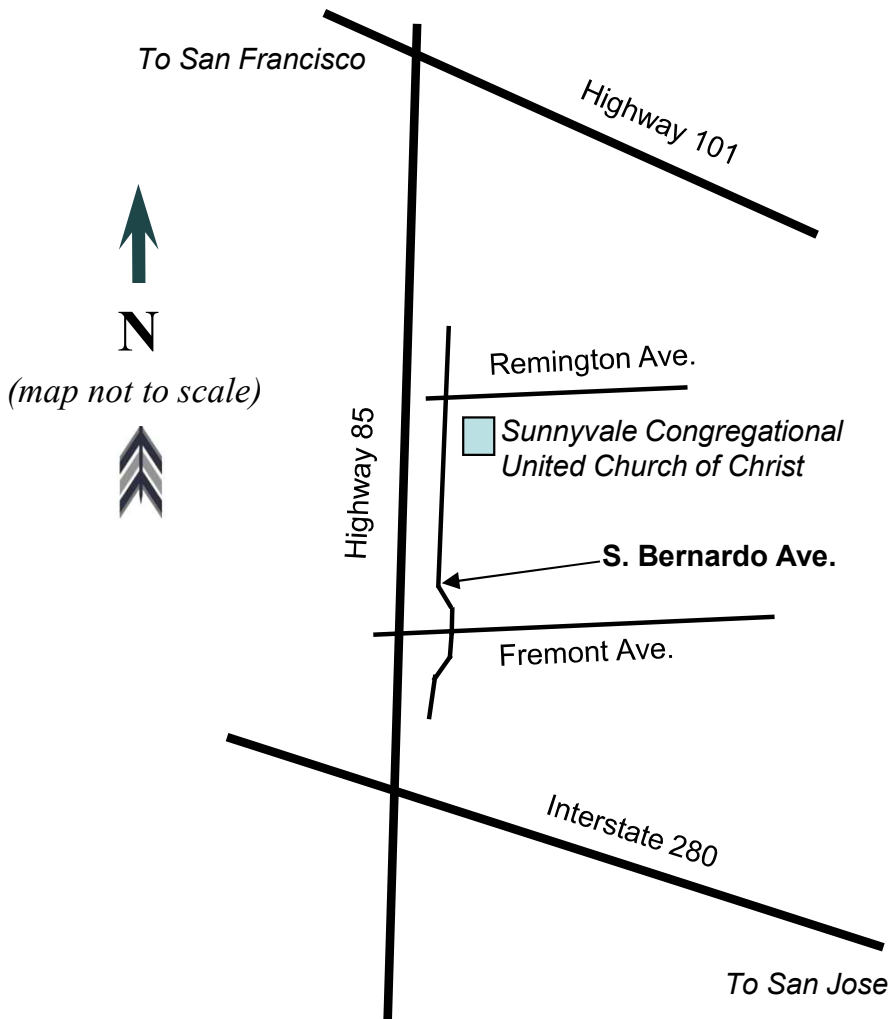 To San Francisco
Highway 101
N
(map not to scale)
Remington Ave.
Highway 85
Sunnyvale Congregational
United Church of Christ
S. Bernardo Ave.
Fremont Ave.
Interstate 280
To San Jose